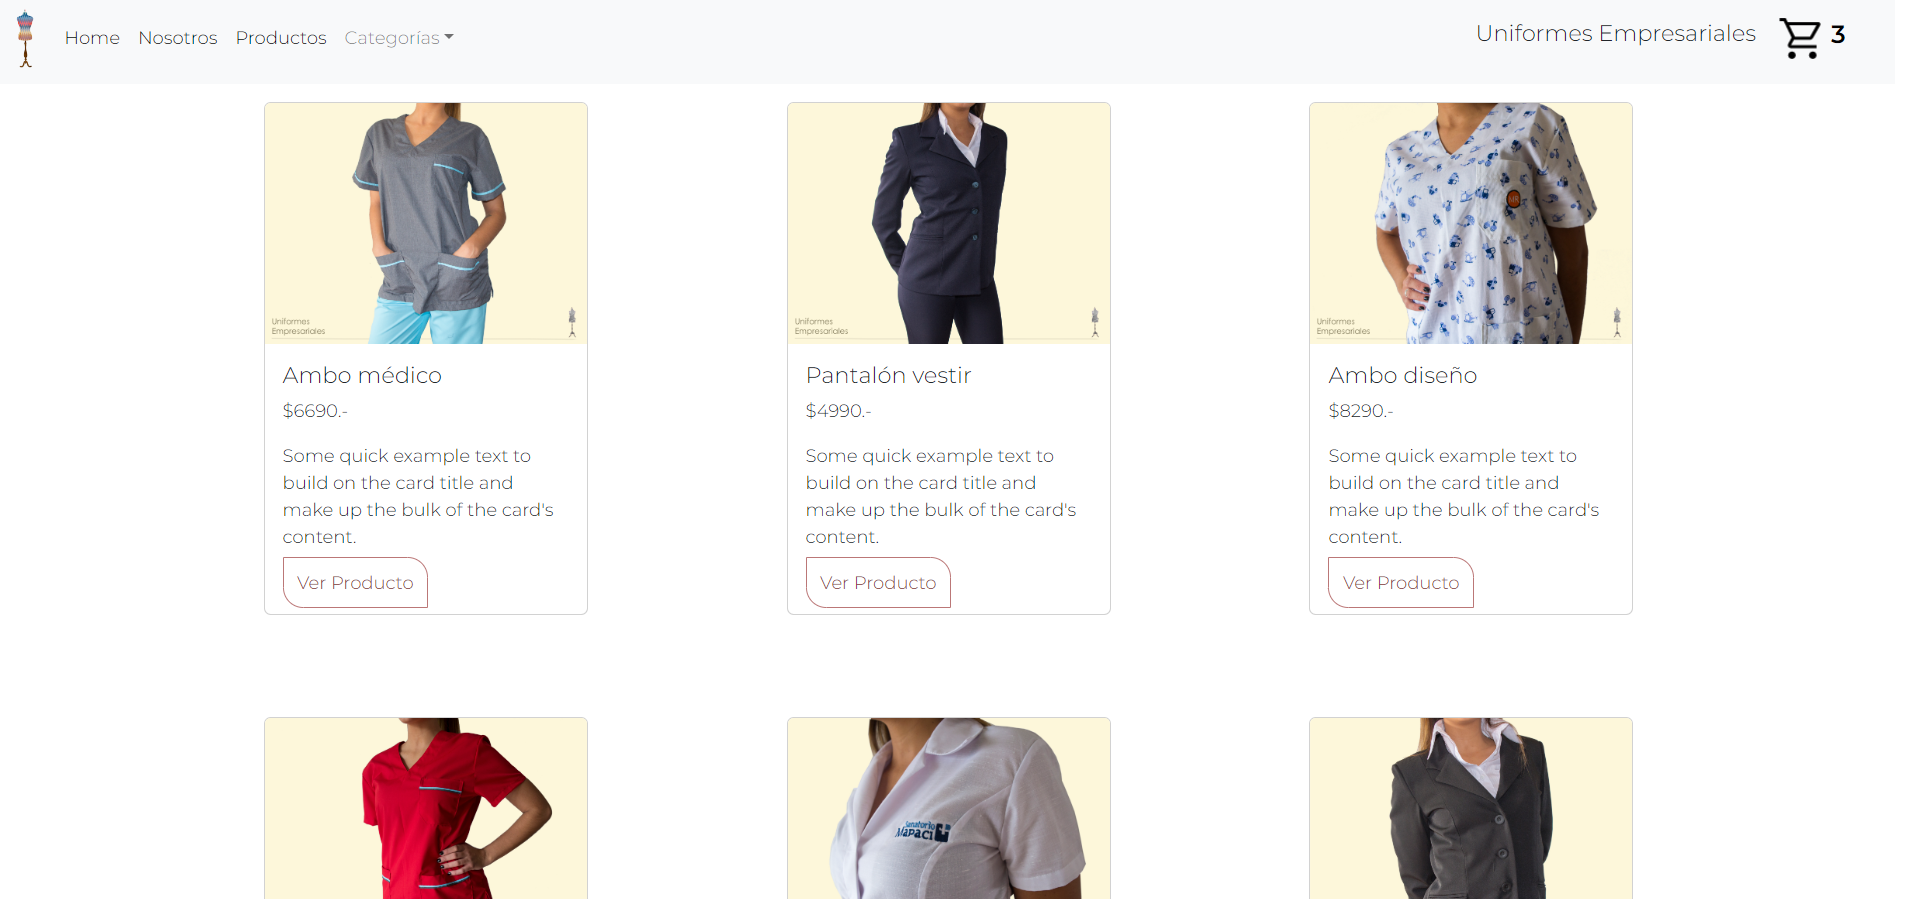 Home Nosotros Productos Categorías Uniformes Empresariales 3
Uniformes
Empresariales
Uniformes
Empresariales
Uniformes
Empresariales
Ambo médico
$6690.-
Some quick example text to
build on the card title and
make up the bulk of the card's
content.
Ver Producto
Pantalón vestir
$4990.-
Some quick example text to
build on the card title and
make up the bulk of the card's
content.
Ver Producto
Ambo diseño
$8290.-
Some quick example text to
build on the card title and
make up the bulk of the card's
content.
Ver Producto
Sanatorio
Mapaci